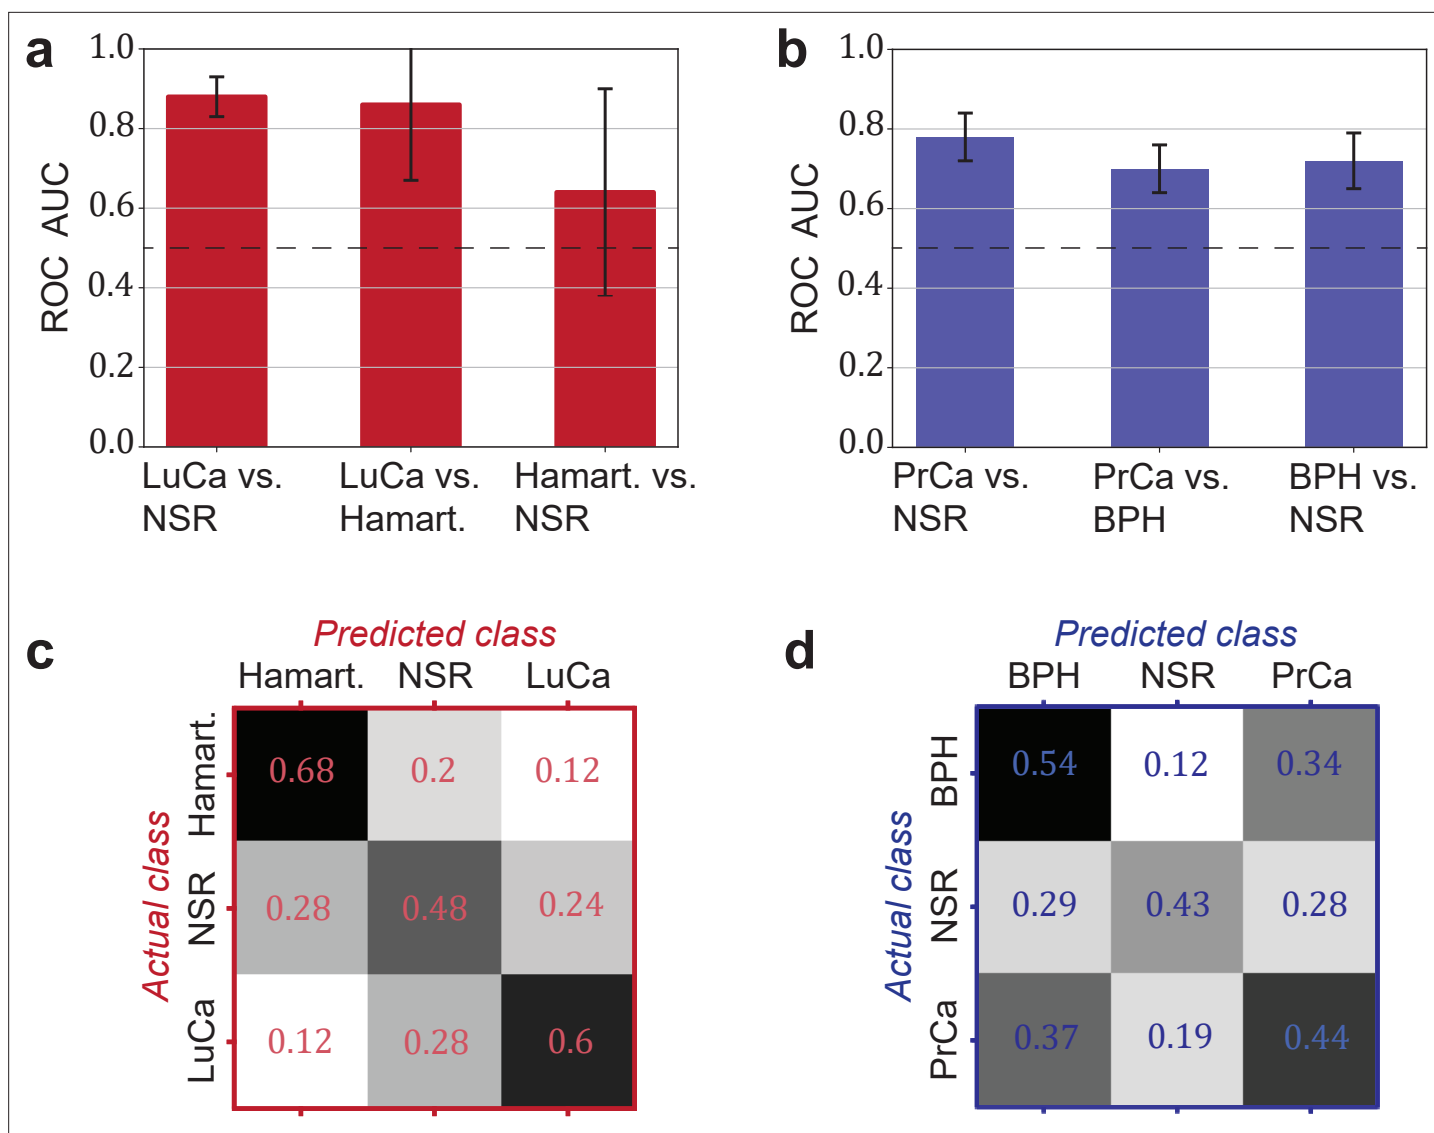 a
1.0
0.8
0.6
0.4
0.2
0.0
ROC AUC
LuCa vs.
NSR
LuCa vs.
Hamart.
Hamart. vs.
NSR
b
1.0
0.8
0.6
0.4
0.2
0.0
ROC AUC
PrCa vs.
NSR
PrCa vs.
BPH
BPH vs.
NSR
c
Predicted class
Hamart. NSR LuCa
Actual class
Hamart.
0.68 0.2 0.12
NSR
0.28 0.48 0.24
LuCa
0.12 0.28 0.6
d
Predicted class
BPH NSR PrCa
Actual class
BPH
0.54 0.12 0.34
NSR
0.29 0.43 0.28
PrCa
0.37 0.19 0.44